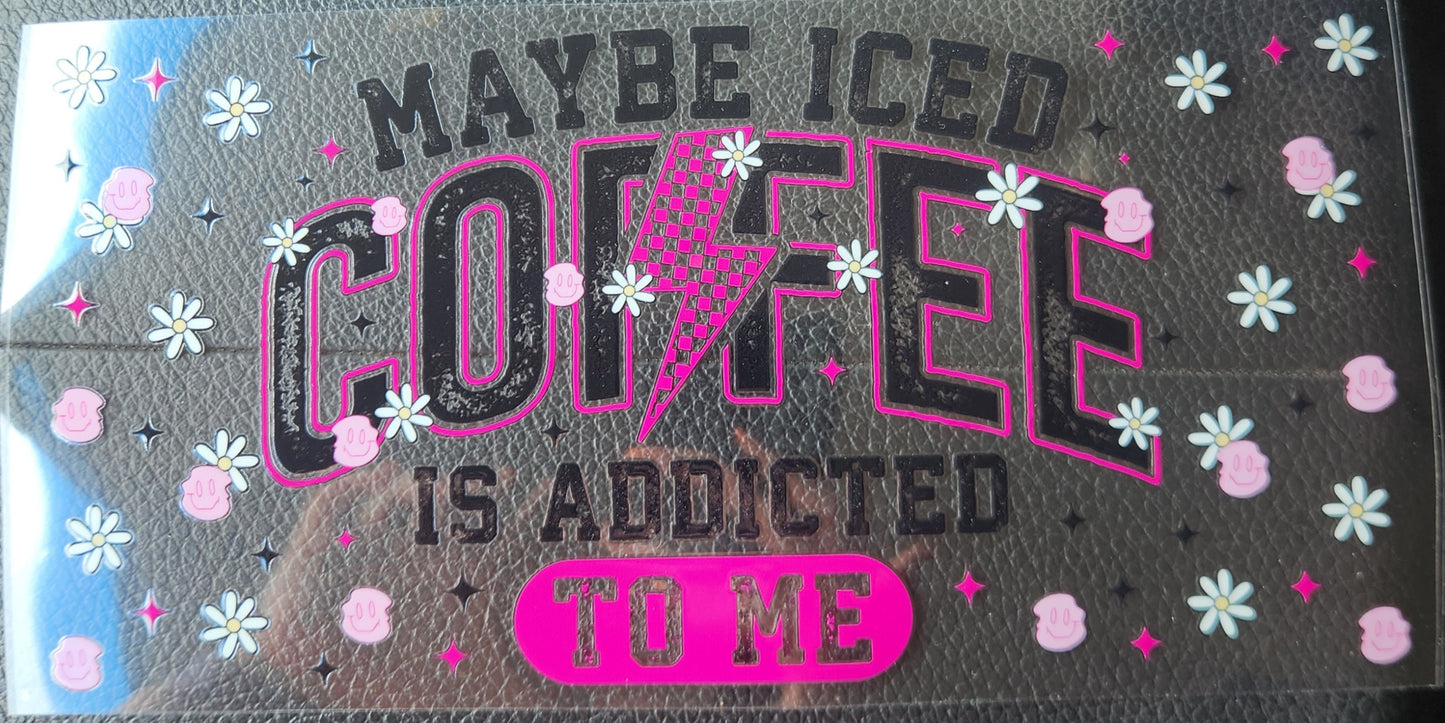 MAYBE ICED
COFFEE
IS ADDICTED
TO ME